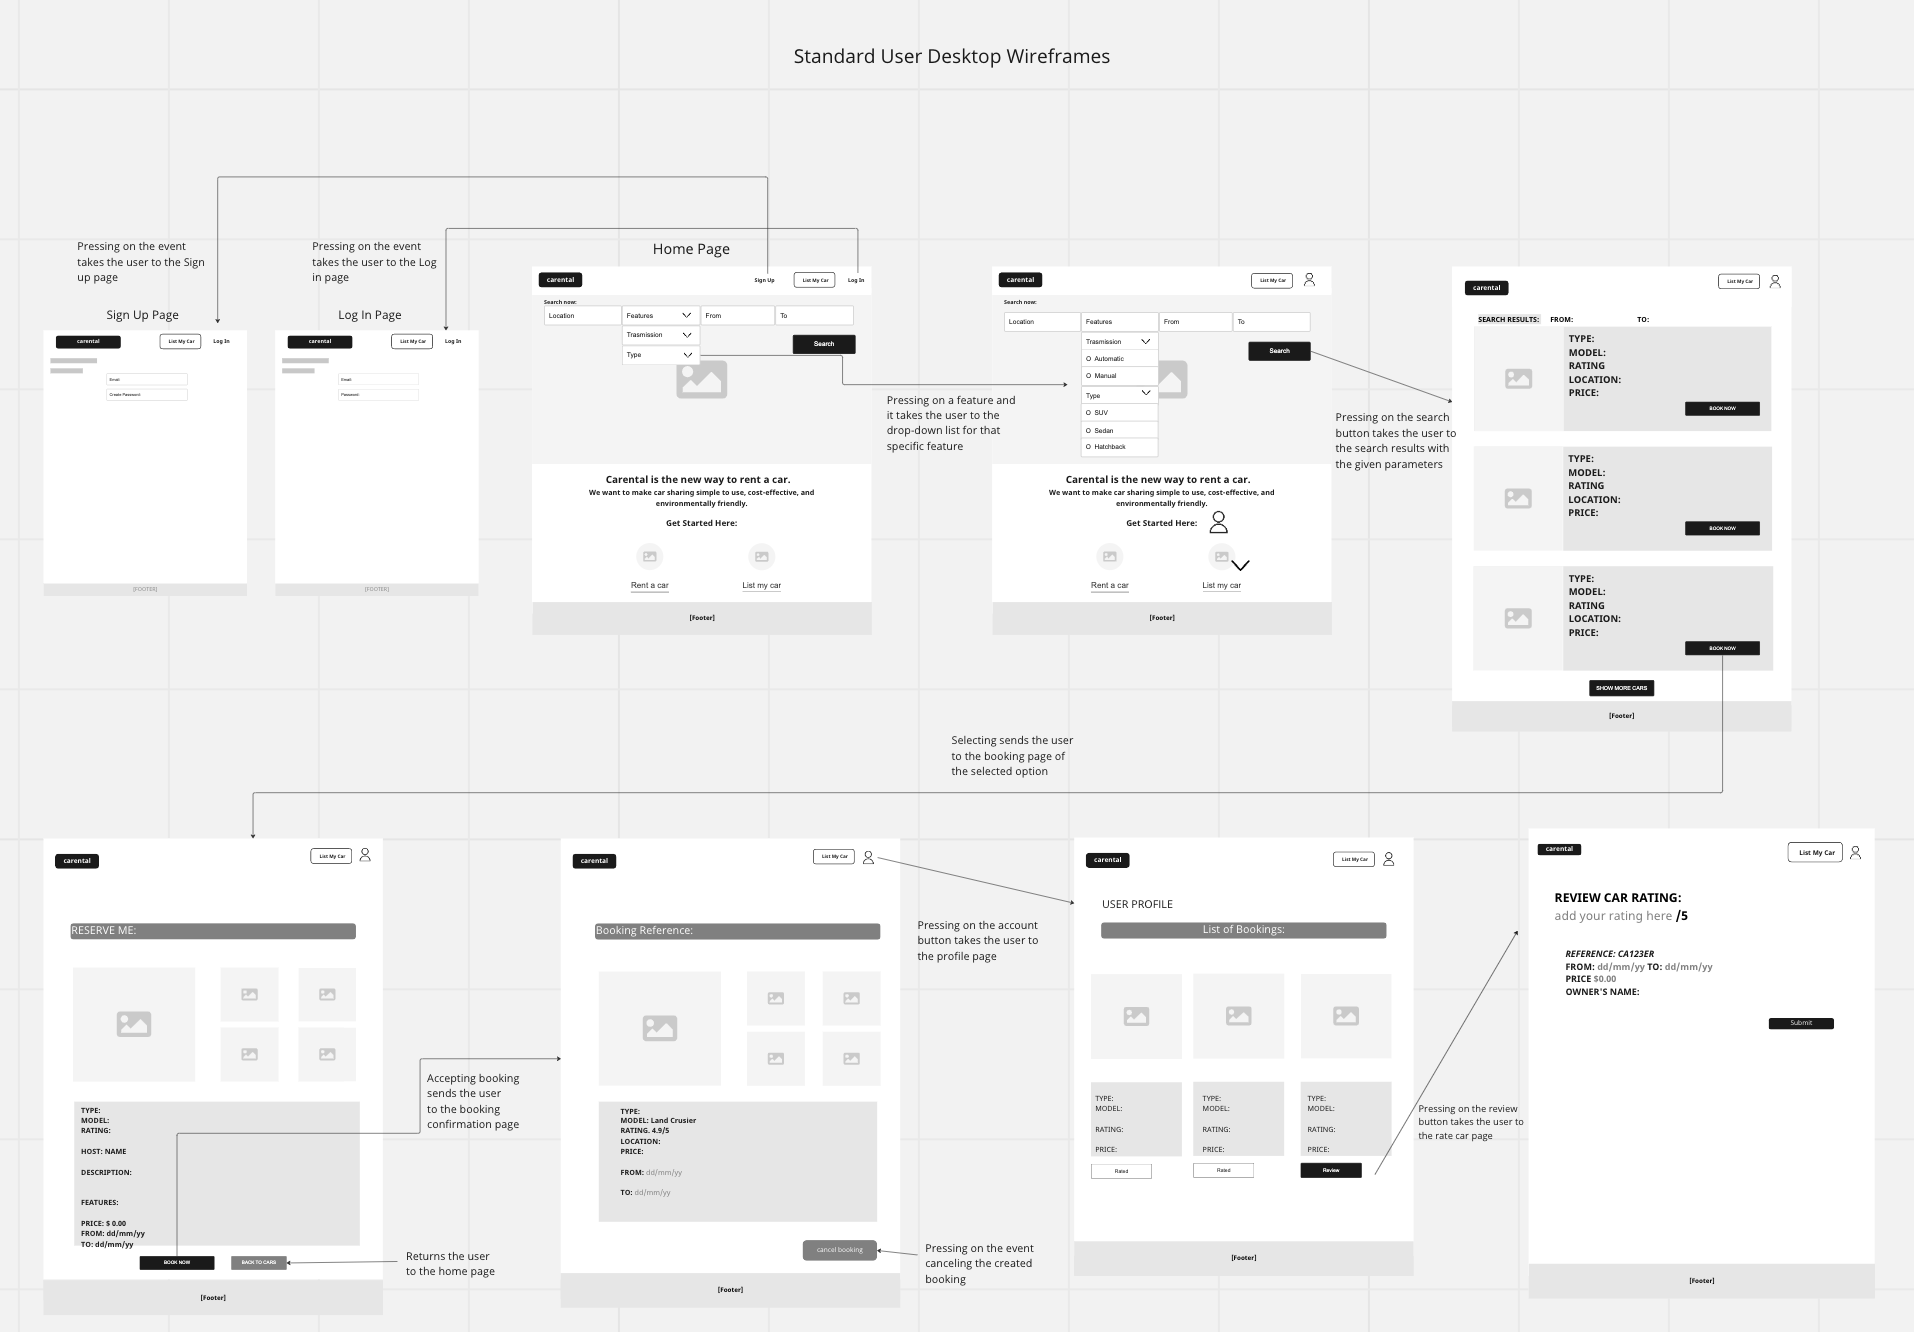 Standard User Desktop Wireframes
Pressing on the event
takes the user to the Sign
up page
Sign Up Page
carental
List My Car
Log In
Email
Create Password
[FOOTER]
Pressing on the event
takes the user to the Log
in page
Log In Page
carental
List My Car
Log In
Email
Password
[FOOTER]
Home Page
carental
Sign Up
List My Car
Log In
Search now:
Location
Features
From
To
Trasmission
Type
Search
Carental is the new way to rent a car.
We want to make car sharing simple to use, cost-effective, and
environmentally friendly.
Get Started Here:
Rent a car
List my car
[Footer]
Pressing on a feature and
it takes the user to the
drop-down list for that
specific feature
carental
List My Car
Search now:
Location
Features
From
To
Trasmission
Automatic
Manual
Type
SUV
Sedan
Hatchback
Search
Carental is the new way to rent a car.
We want to make car sharing simple to use, cost-effective, and
environmentally friendly.
Get Started Here:
Rent a car
List my car
[Footer]
Pressing on the search
button takes the user to
the search results with
the given parameters
carental
List My Car
SEARCH RESULTS: FROM: TO:
TYPE:
MODEL:
RATING
LOCATION:
PRICE:
BOOK NOW
TYPE:
MODEL:
RATING
LOCATION:
PRICE:
BOOK NOW
TYPE:
MODEL:
RATING
LOCATION:
PRICE:
BOOK NOW
SHOW MORE CARS
[Footer]
Selecting sends the user
to the booking page of
the selected option
carental
List My Car
RESERVE ME:
TYPE:
MODEL:
RATING:
HOST: NAME
DESCRIPTION:
FEATURES:
PRICE: $ 0.00
FROM: dd/mm/yy
TO: dd/mm/yy
BOOK NOW
BACK TO CARS
[Footer]
Accepting booking
sends the user
to the booking
confirmation page
Returns the user
to the home page
carental
List My Car
Booking Reference:
TYPE:
MODEL: Land Crusier
RATING. 4.9/5
LOCATION:
PRICE:
FROM: dd/mm/yy
TO: dd/mm/yy
cancel booking
[Footer]
Pressing on the account
button takes the user to
the profile page
Pressing on the event
canceling the created
booking
carental
List My Car
USER PROFILE
List of Bookings:
TYPE:
MODEL:
RATING:
PRICE:
Rated
TYPE:
MODEL:
RATING:
PRICE:
Rated
TYPE:
MODEL:
RATING:
PRICE:
Review
[Footer]
Pressing on the review
button takes the user to
the rate car page
carental
List My Car
REVIEW CAR RATING:
add your rating here /5
REFERENCE: CA123ER
FROM: dd/mm/yy TO: dd/mm/yy
PRICE $0.00
OWNER'S NAME:
Submit
[Footer]